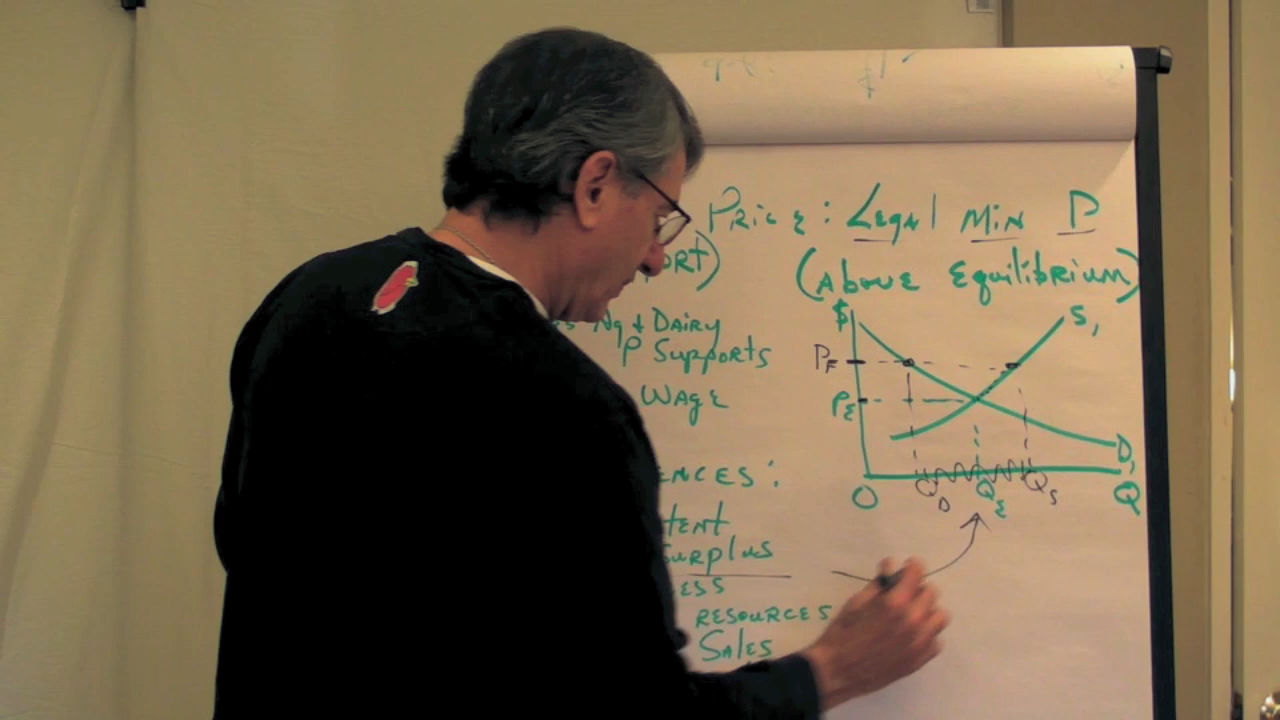 Price: Legal Min P
ORT) (Above Equilibrium)
Ag + Dairy
P Supports
Wage
ENCES:
tent
Surplus
ess
Resources
Sales
$
S1
PF
PE
D1
O QD QE QS Q